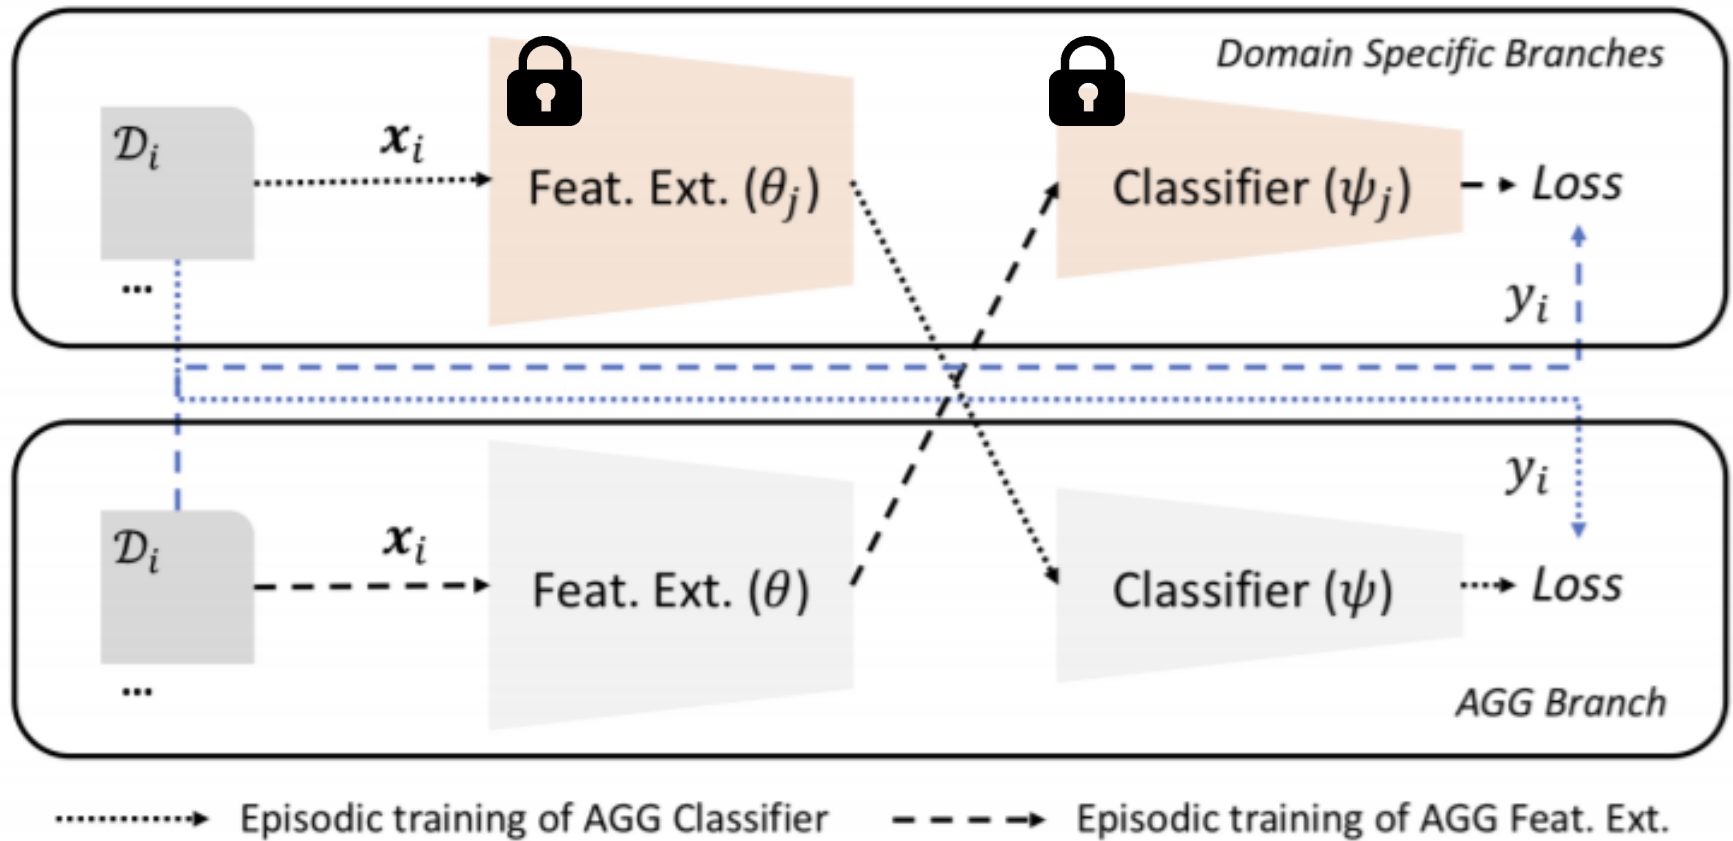 Domain Specific Branches
𝒟ᵢ
...
𝒙ᵢ
Feat. Ext. (θⱼ)
Classifier (ψⱼ)
Loss
yᵢ
yᵢ
𝒟ᵢ
...
𝒙ᵢ
Feat. Ext. (θ)
Classifier (ψ)
Loss
AGG Branch
Episodic training of AGG Classifier
Episodic training of AGG Feat. Ext.